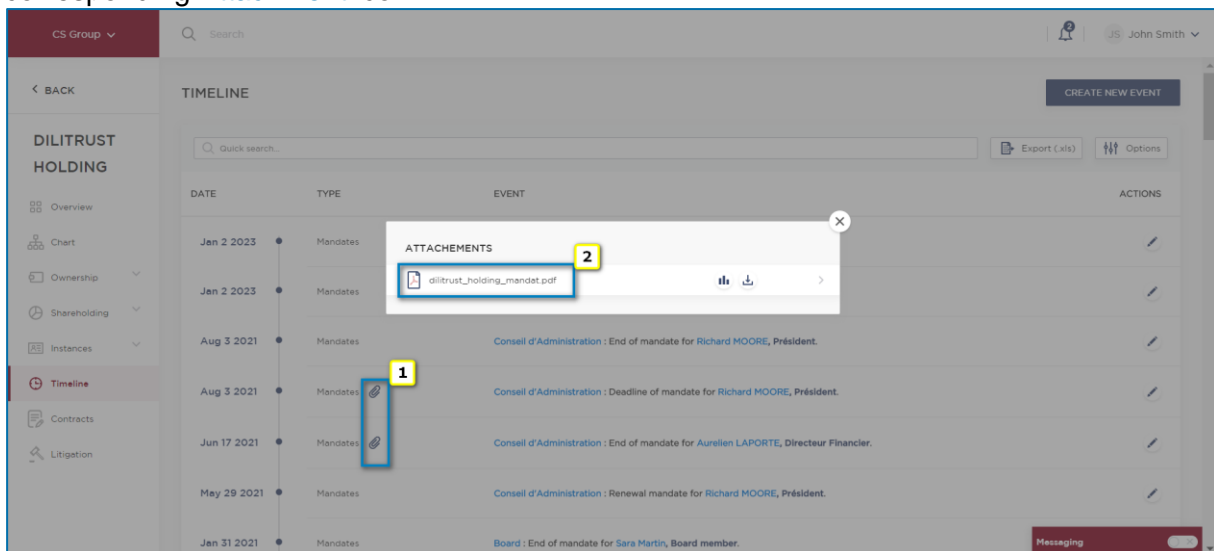 CS Group
Search
2
JS John Smith
BACK
TIMELINE
CREATE NEW EVENT
DILITRUST
HOLDING
Quick search...
Export (.xls)
Options
DATE
TYPE
EVENT
ACTIONS
Overview
Chart
Ownership
Shareholding
Instances
Timeline
Contracts
Litigation
Jan 2 2023 Mandates
ATTACHEMENTS
2
dilitrust_holding_mandat.pdf
Jan 2 2023 Mandates
Aug 3 2021 Mandates Conseil d'Administration : End of mandate for Richard MOORE, Président.
1
Aug 3 2021 Mandates Conseil d'Administration : Deadline of mandate for Richard MOORE, Président.
Jun 17 2021 Mandates Conseil d'Administration : End of mandate for Aurelien LAPORTE, Directeur Financier.
May 29 2021 Mandates Conseil d'Administration : Renewal mandate for Richard MOORE, Président.
Jan 31 2021 Mandates Board : End of mandate for Sara Martin, Board member.
Messaging